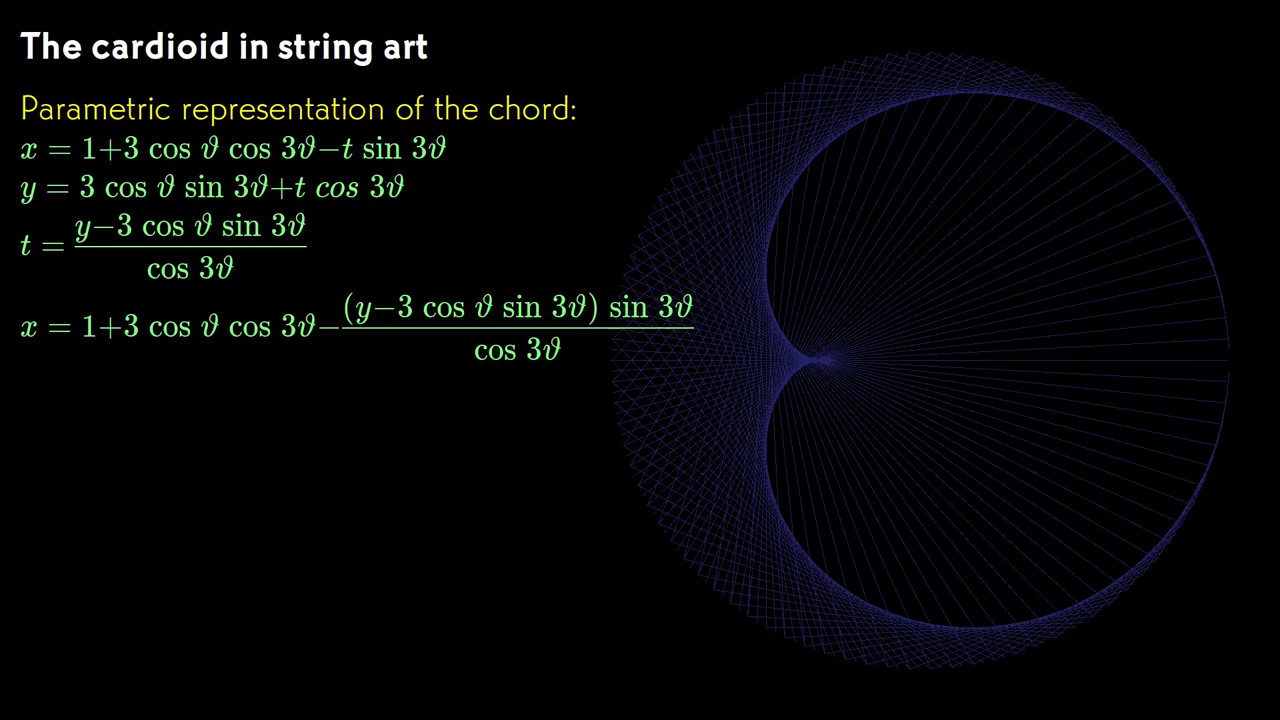 The cardioid in string art
Parametric representation of the chord:
x = 1+3 cos ϑ cos 3ϑ−t sin 3ϑ
y = 3 cos ϑ sin 3ϑ+t cos 3ϑ
t = \frac{y−3 cos ϑ sin 3ϑ}{cos 3ϑ}
x = 1+3 cos ϑ cos 3ϑ−\frac{(y−3 cos ϑ sin 3ϑ) sin 3ϑ}{cos 3ϑ}